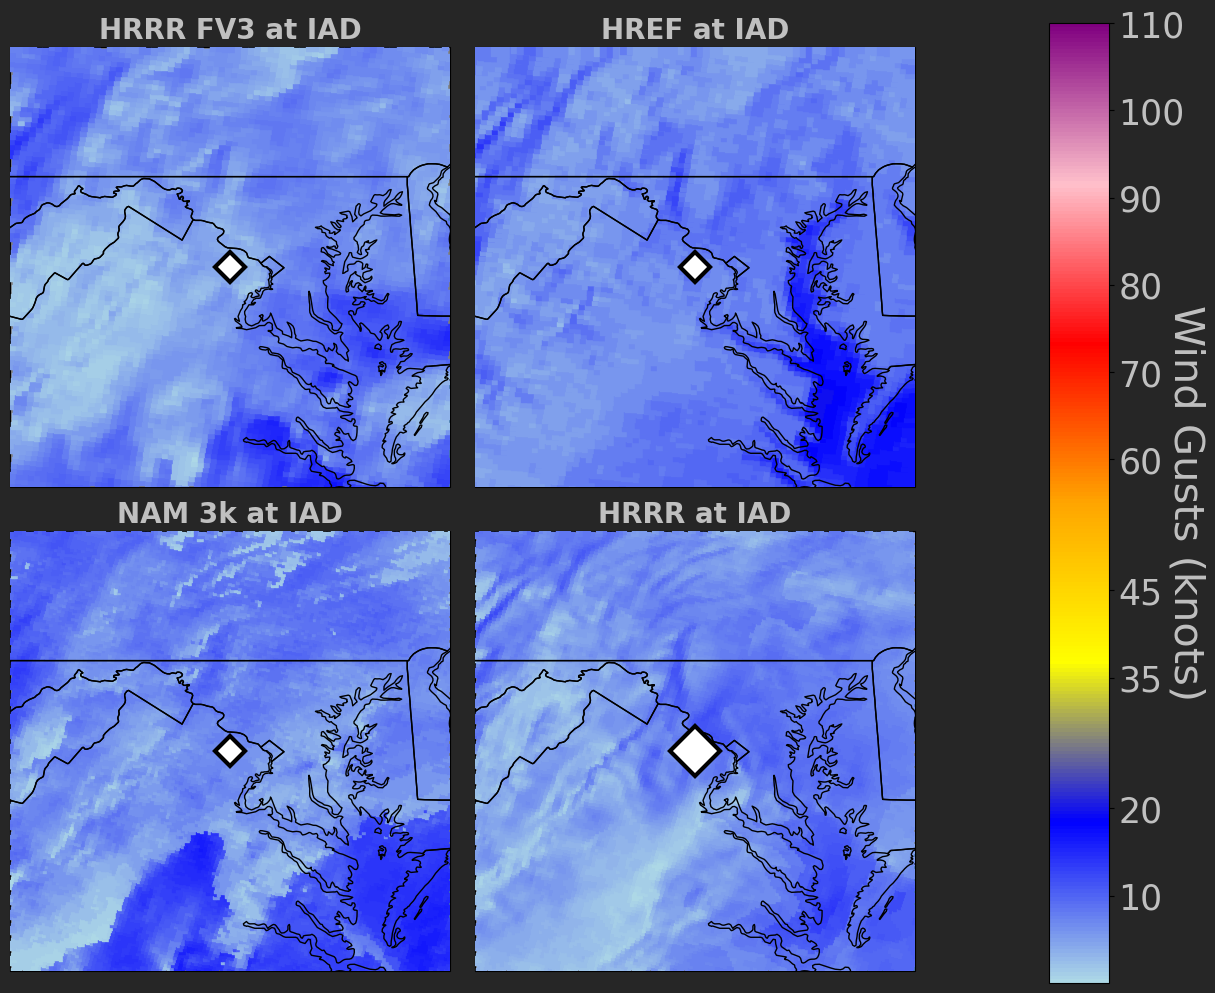 HRRR FV3 at IAD
HREF at IAD
NAM 3k at IAD
HRRR at IAD
110
100
90
80
70
60
45
35
20
10
Wind Gusts (knots)